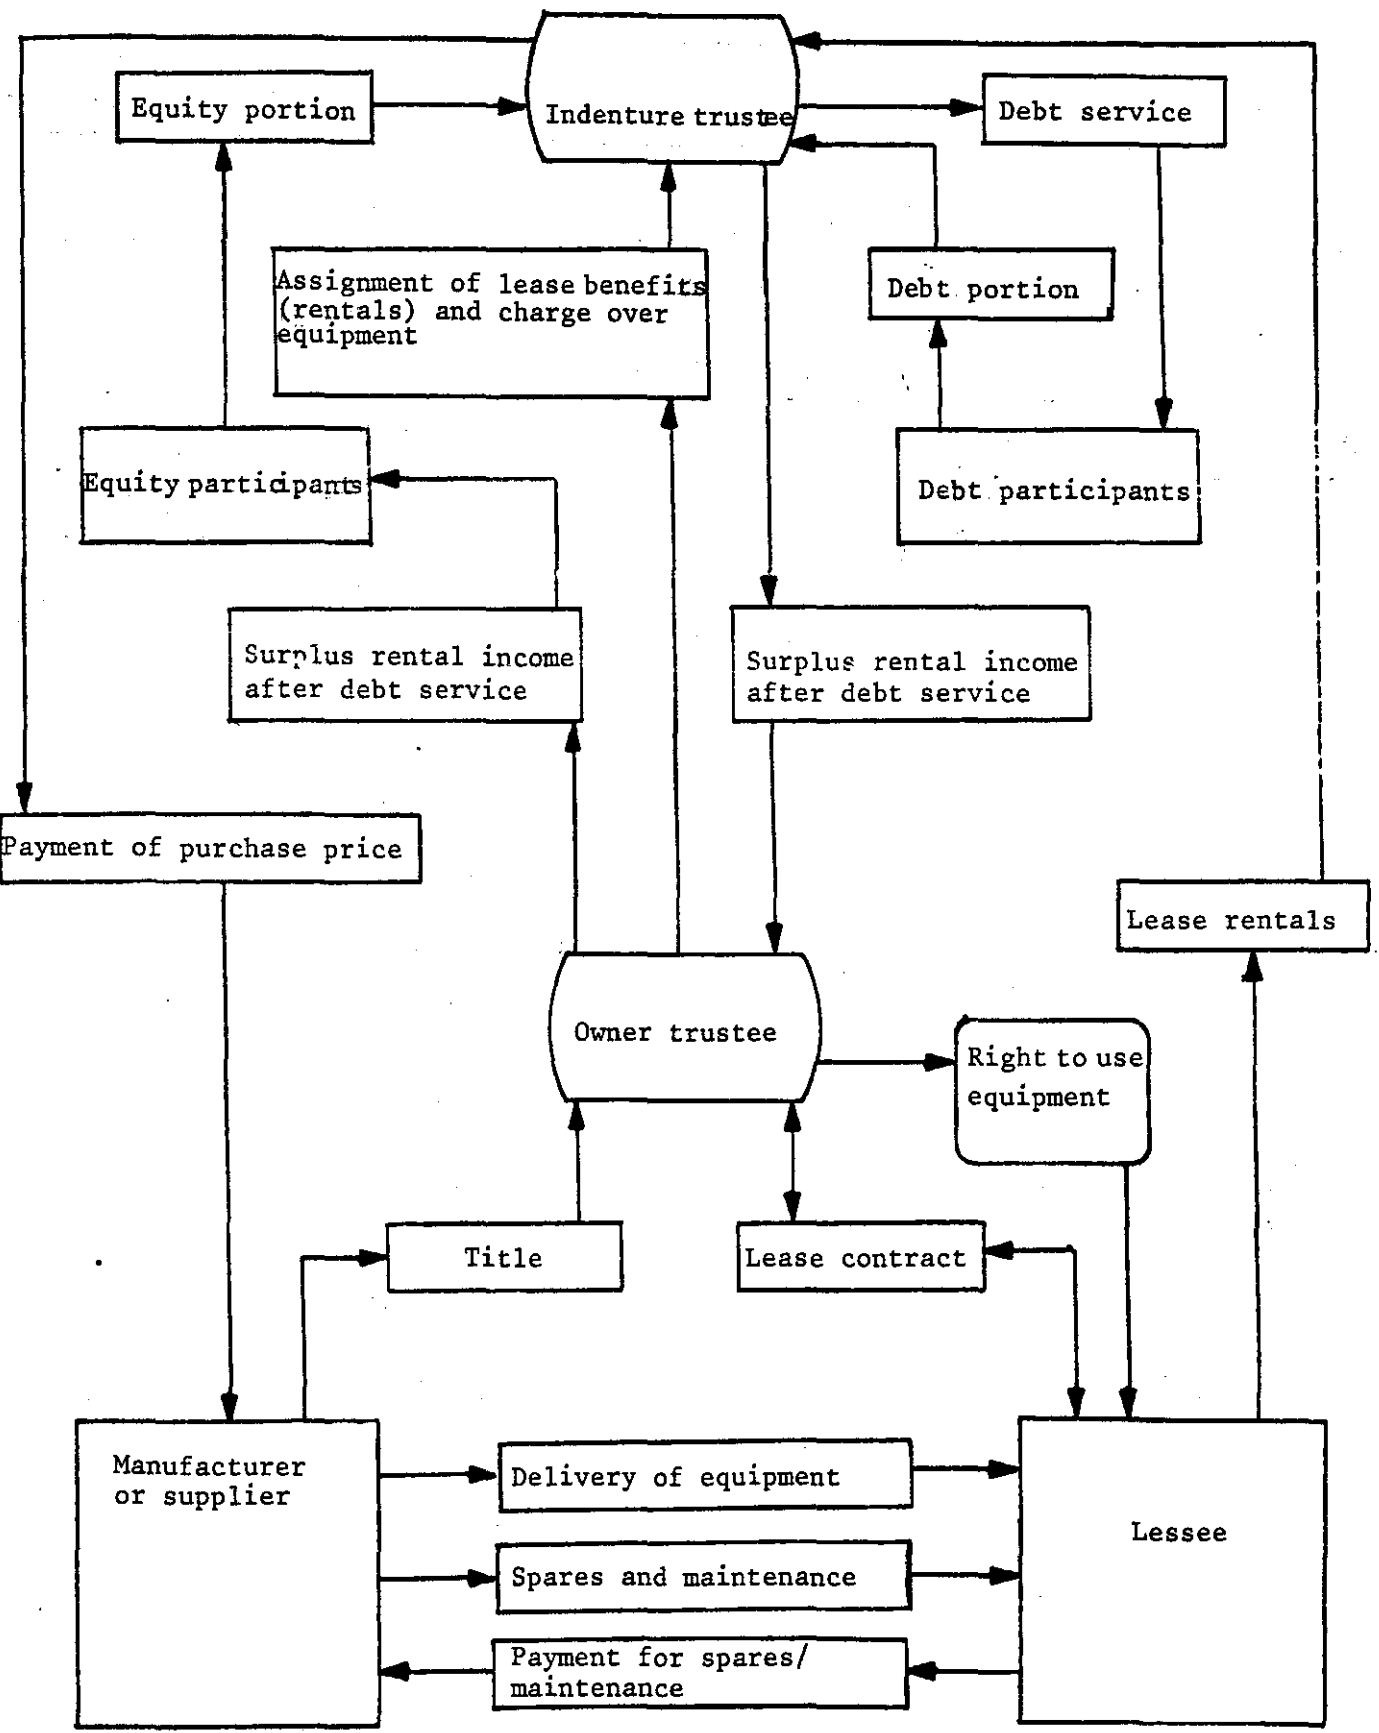 Equity portion
Indenture trustee
Debt service
Assignment of lease benefits
(rentals) and charge over
equipment
Debt portion
Equity participants
Debt participants
Surplus rental income
after debt service
Surplus rental income
after debt service
Payment of purchase price
Lease rentals
Owner trustee
Right to use
equipment
Title
Lease contract
Manufacturer
or supplier
Delivery of equipment
Lessee
Spares and maintenance
Payment for spares/
maintenance